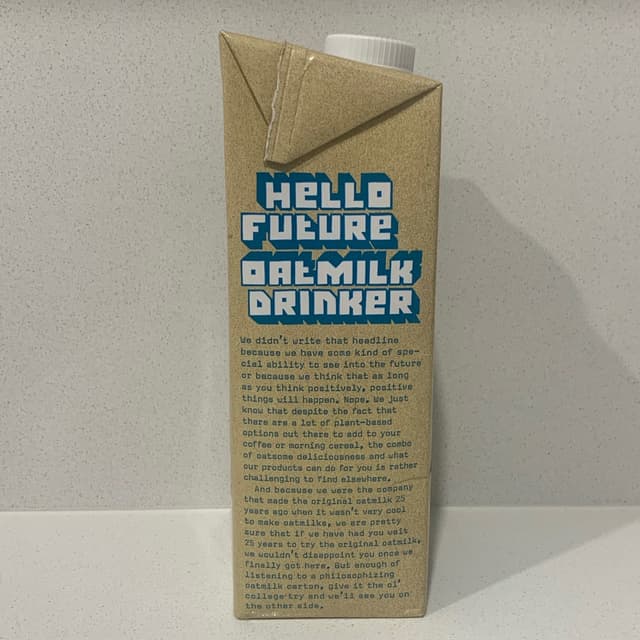 HELLO
FUTURE
OATMILK
DRINKER
We didn't write that headline
because we have some kind of spe-
cial ability to see into the future
or because we think that as long
as you think positively, positive
things will happen. Nope. We just
know that despite the fact that
there are a lot of plant-based
options out there to add to your
coffee or morning cereal, the combo
of oatsome deliciousness and what
our products can do for you is rather
challenging to find elsewhere.
And because we were the company
that made the original oatmilk 25
years ago when it wasn't very cool
to make oatmilks, we are pretty
sure that if we have had you wait
25 years to try the original oatmilk,
we wouldn't disappoint you once we
finally got here. But enough of
listening to a philosophizing
oatmilk carton, give it the ol'
college try and we'll see you on
the other side.